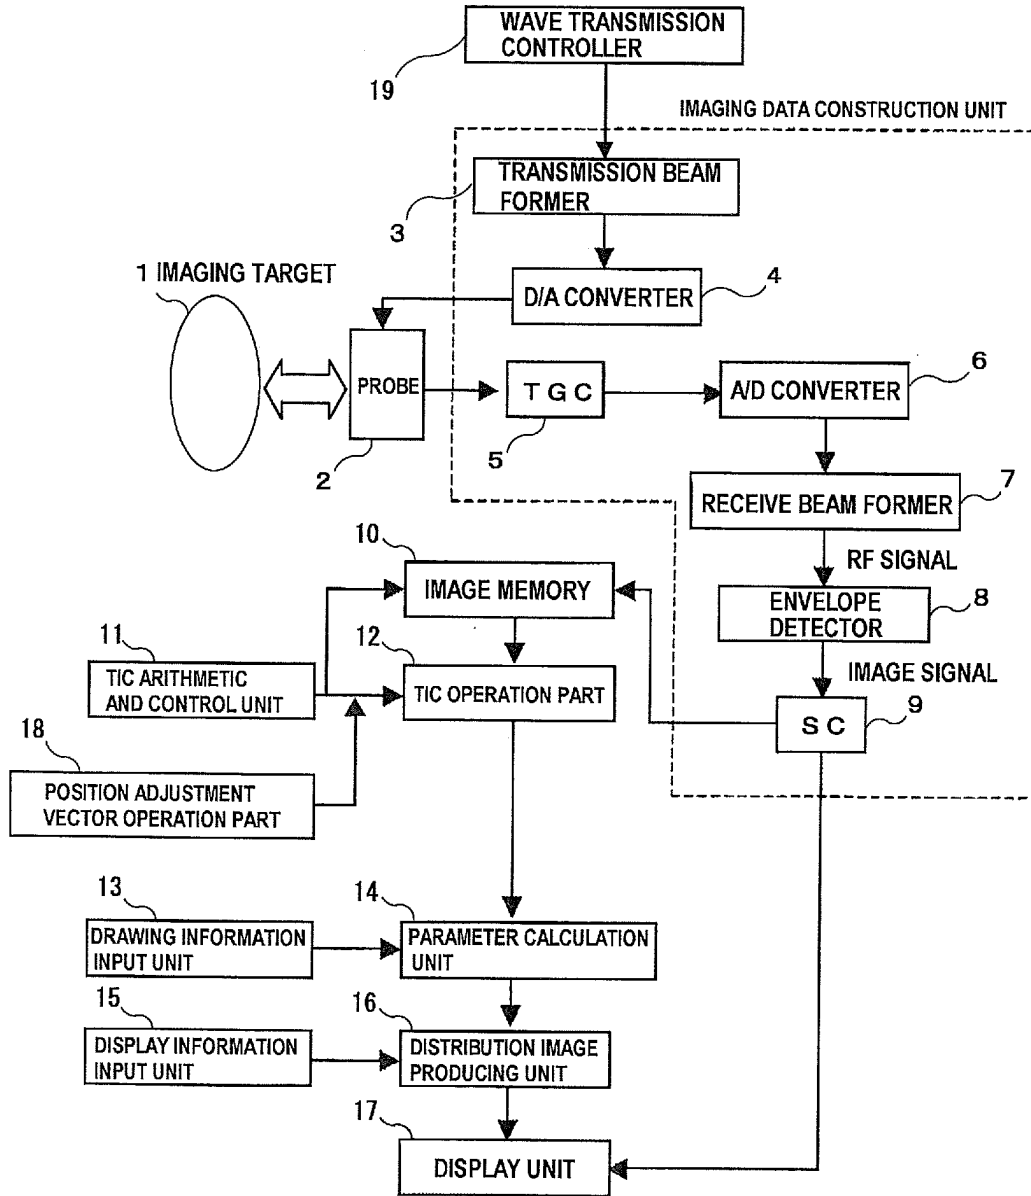 WAVE TRANSMISSION
CONTROLLER
19
IMAGING DATA CONSTRUCTION UNIT
TRANSMISSION BEAM
FORMER
3
1 IMAGING TARGET
D/A CONVERTER
4
PROBE
2
T G C
5
A/D CONVERTER
6
RECEIVE BEAM FORMER
7
RF SIGNAL
10
IMAGE MEMORY
ENVELOPE
DETECTOR
8
11
TIC ARITHMETIC
AND CONTROL UNIT
12
TIC OPERATION PART
IMAGE SIGNAL
S C
9
18
POSITION ADJUSTMENT
VECTOR OPERATION PART
13
DRAWING INFORMATION
INPUT UNIT
14
PARAMETER CALCULATION
UNIT
15
DISPLAY INFORMATION
INPUT UNIT
16
DISTRIBUTION IMAGE
PRODUCING UNIT
17
DISPLAY UNIT